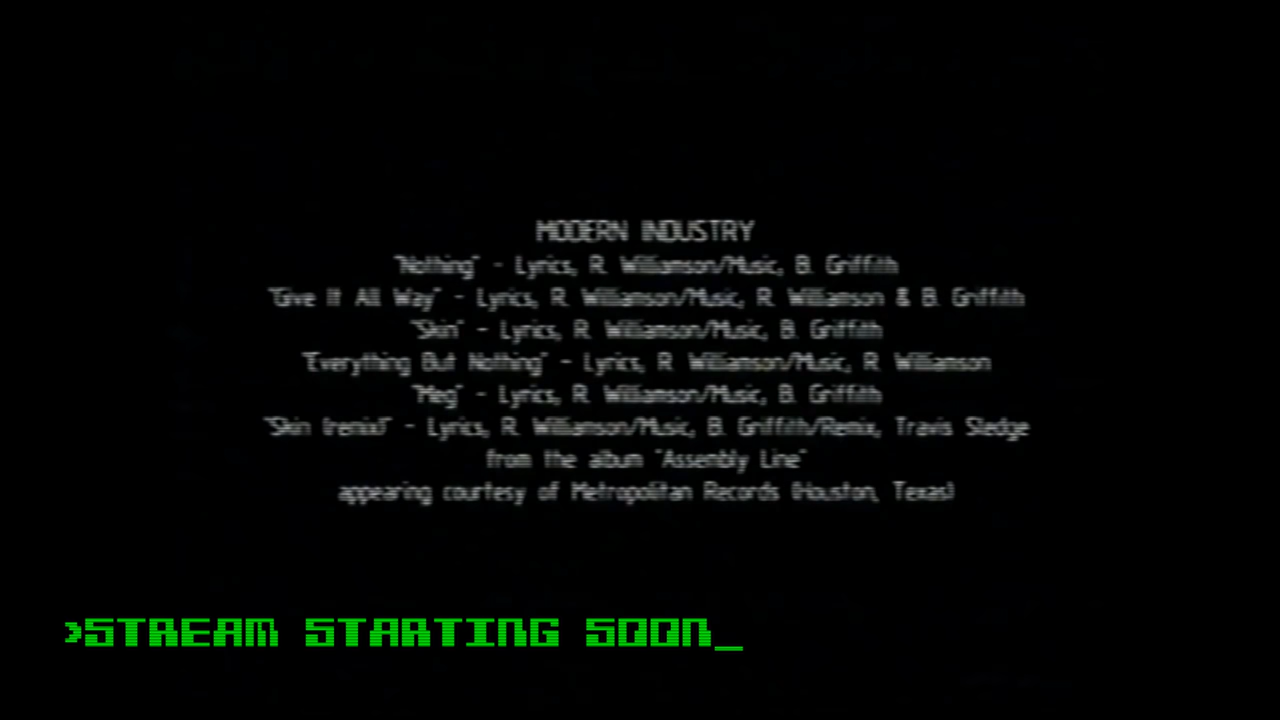 MODERN INDUSTRY
"Nothing" - Lyrics, R. Williamson/Music, B. Griffith
"Give It All Way" - Lyrics, R. Williamson/Music, R. Williamson & B. Griffith
"Skin" - Lyrics, R. Williamson/Music, B. Griffith
"Everything But Nothing" - Lyrics, R. Williamson/Music, R. Williamson
"Meg" - Lyrics, R. Williamson/Music, B. Griffith
"Skin (remix)" - Lyrics, R. Williamson/Music, B. Griffith/Remix, Travis Sledge
from the album "Assembly Line"
appearing courtesy of Metropolitan Records (Houston, Texas)
>STREAM STARTING SOON_